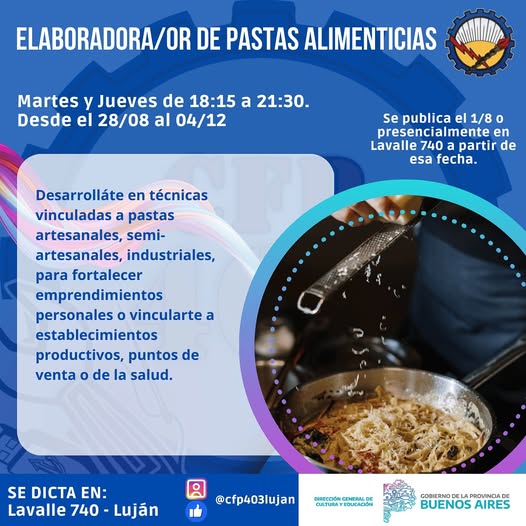 ELABORADORA/OR DE PASTAS ALIMENTICIAS
Martes y Jueves de 18:15 a 21:30.
Desde el 28/08 al 04/12
Se publica el 1/8 o
presencialmente en
Lavalle 740 a partir de
esa fecha.
Desarrolláte en técnicas
vinculadas a pastas
artesanales, semi-
artesanales, industriales,
para fortalecer
emprendimientos
personales o vincularte a
establecimientos
productivos, puntos de
venta o de la salud.
SE DICTA EN:
Lavalle 740 - Luján
@cfp403lujan
DIRECCIÓN GENERAL DE
CULTURA Y EDUCACIÓN
GOBIERNO DE LA PROVINCIA DE
BUENOS AIRES